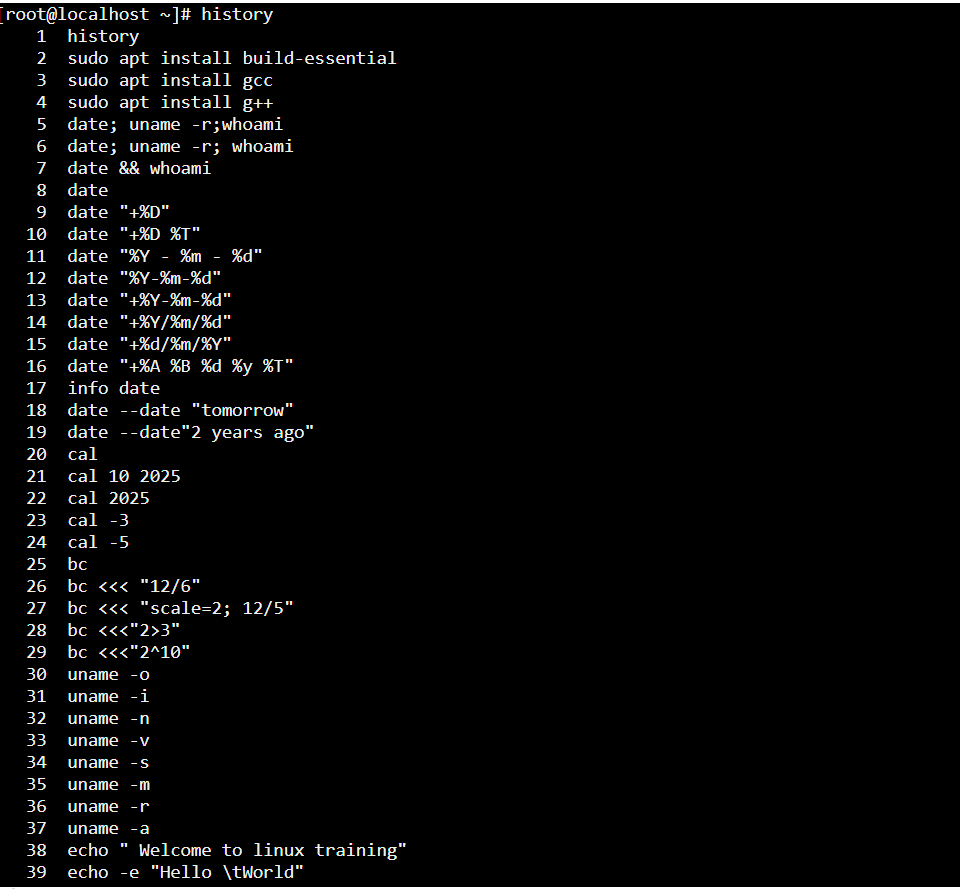 [root@localhost ~]# history
1 history
2 sudo apt install build-essential
3 sudo apt install gcc
4 sudo apt install g++
5 date; uname -r;whoami
6 date; uname -r; whoami
7 date && whoami
8 date
9 date "+%D"
10 date "+%D %T"
11 date "%Y - %m - %d"
12 date "%Y-%m-%d"
13 date "+%Y-%m-%d"
14 date "+%Y/%m/%d"
15 date "+%d/%m/%Y"
16 date "+%A %B %d %y %T"
17 info date
18 date --date "tomorrow"
19 date --date"2 years ago"
20 cal
21 cal 10 2025
22 cal 2025
23 cal -3
24 cal -5
25 bc
26 bc <<< "12/6"
27 bc <<< "scale=2; 12/5"
28 bc <<<"2>3"
29 bc <<<"2^10"
30 uname -o
31 uname -i
32 uname -n
33 uname -v
34 uname -s
35 uname -m
36 uname -r
37 uname -a
38 echo " Welcome to linux training"
39 echo -e "Hello \tWorld"